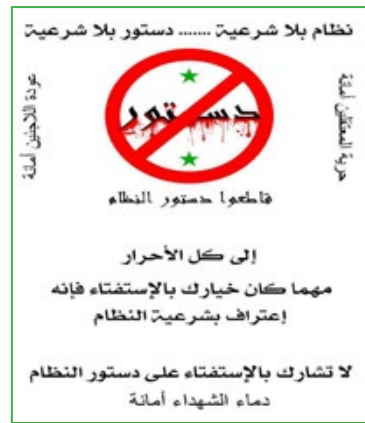 نظام بلا شرعية ....... دستور بلا شرعية
حرية المعتقلين أمانة
عودة اللاجئين أمانة
دستور
قاطعوا دستور النظام
إلى كل الأحرار
مهما كان خيارك بالإستفتاء فإنه
إعتراف بشرعية النظام
لا تشارك بالإستفتاء على دستور النظام
دماء الشهداء أمانة